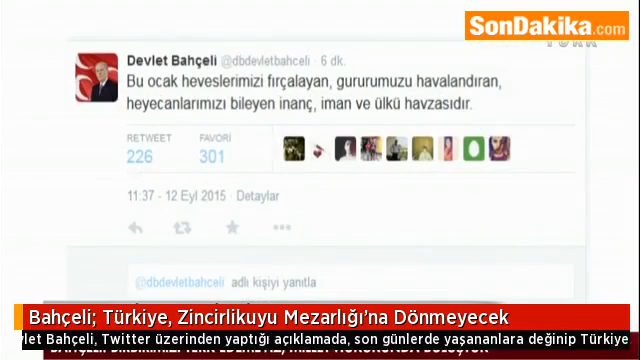 SonDakika.com
Devlet Bahçeli @dbdevletbahceli · 6 dk.
Bu ocak heveslerimizi fırçalayan, gururumuzu havalandıran,
heyecanlarımızı bileyen inanç, iman ve ülkü havzasıdır.
RETWEET FAVORİ
226 301
11:37 - 12 Eyl 2015 · Detaylar
@dbdevletbahceli adlı kişiyi yanıtla
Bahçeli; Türkiye, Zincirlikuyu Mezarlığı'na Dönmeyecek
vlet Bahçeli, Twitter üzerinden yaptığı açıklamada, son günlerde yaşananlara değinip Türkiye